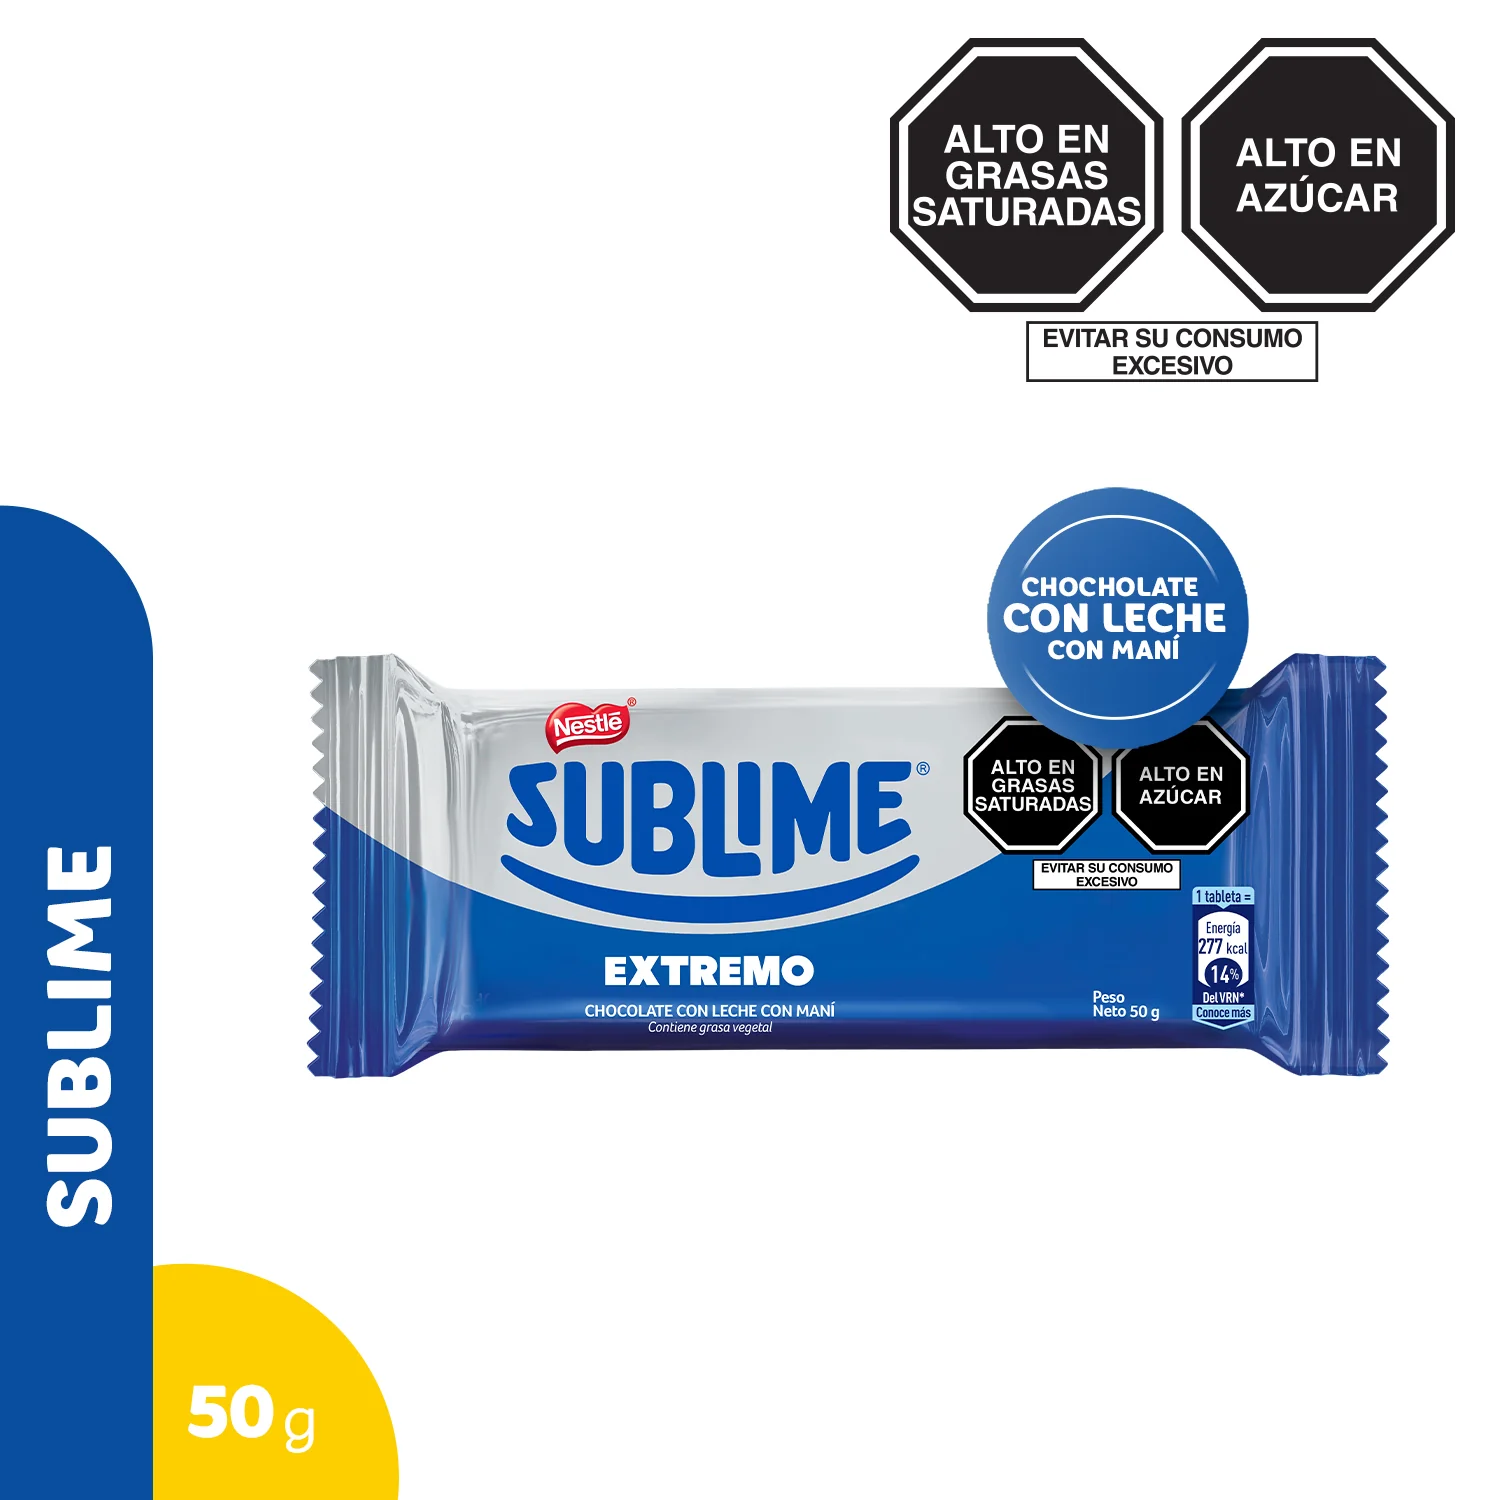 ALTO EN
GRASAS
SATURADAS
ALTO EN
AZÚCAR
EVITAR SU CONSUMO
EXCESIVO
CHOCHOLATE
CON LECHE
CON MANÍ
Nestlé®
SUBLIME®
EXTREMO
CHOCOLATE CON LECHE CON MANÍ
Contiene grasa vegetal
ALTO EN
GRASAS
SATURADAS
ALTO EN
AZÚCAR
EVITAR SU CONSUMO
EXCESIVO
1 tableta =
Energía
277 kcal
14%
Del VRN*
Conoce más
Peso
Neto 50 g
SUBLIME
50 g